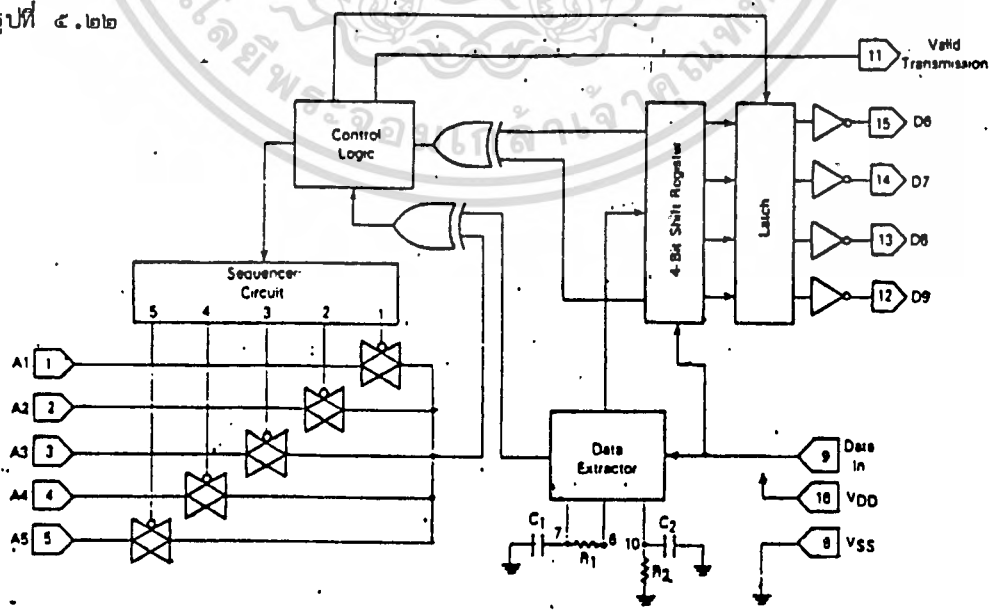 รูปที่ ๕.๒๒
Valid
Transmission
11
Control
Logic
4-Bit Shift Register
Latch
15 D6
14 D7
13 D8
12 D9
Sequencer
Circuit
5 4 3 2 1
A1 1
A2 2
A3 3
A4 4
A5 5
Data
Extractor
9 Data
In
16 VDD
8 VSS
C1 7 R1 6 10 C2
R2